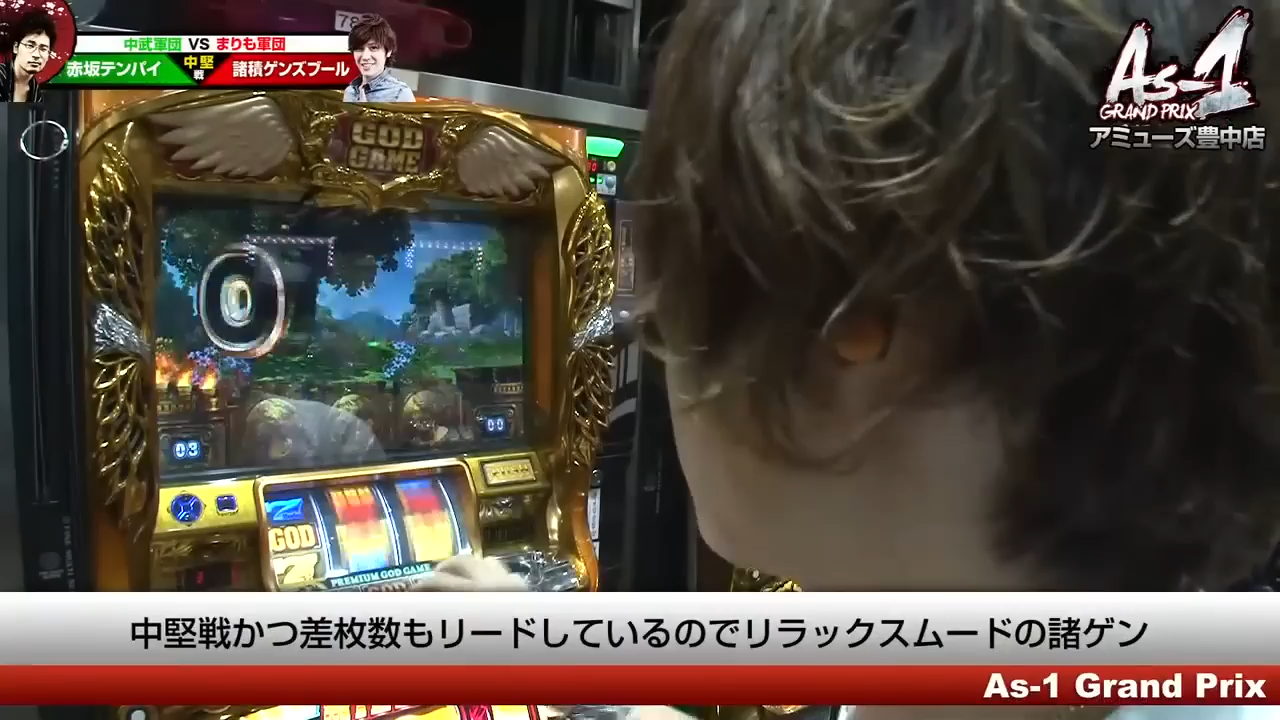 78
中武軍団 VS まりも軍団
赤坂テンパイ 中堅戦 諸積ゲンズブール
As-1
GRAND PRIX
アミューズ豊中店
GOD
GAME
0
03
00
7
GOD
7
PREMIUM GOD GAME
中堅戦かつ差枚数もリードしているのでリラックスムードの諸ゲン
As-1 Grand Prix